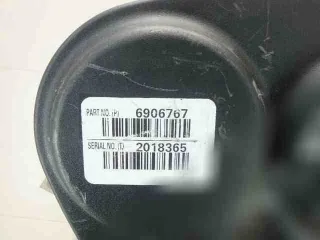 PART NO. (P) 6906767
SERIAL NO. (T) 2018365